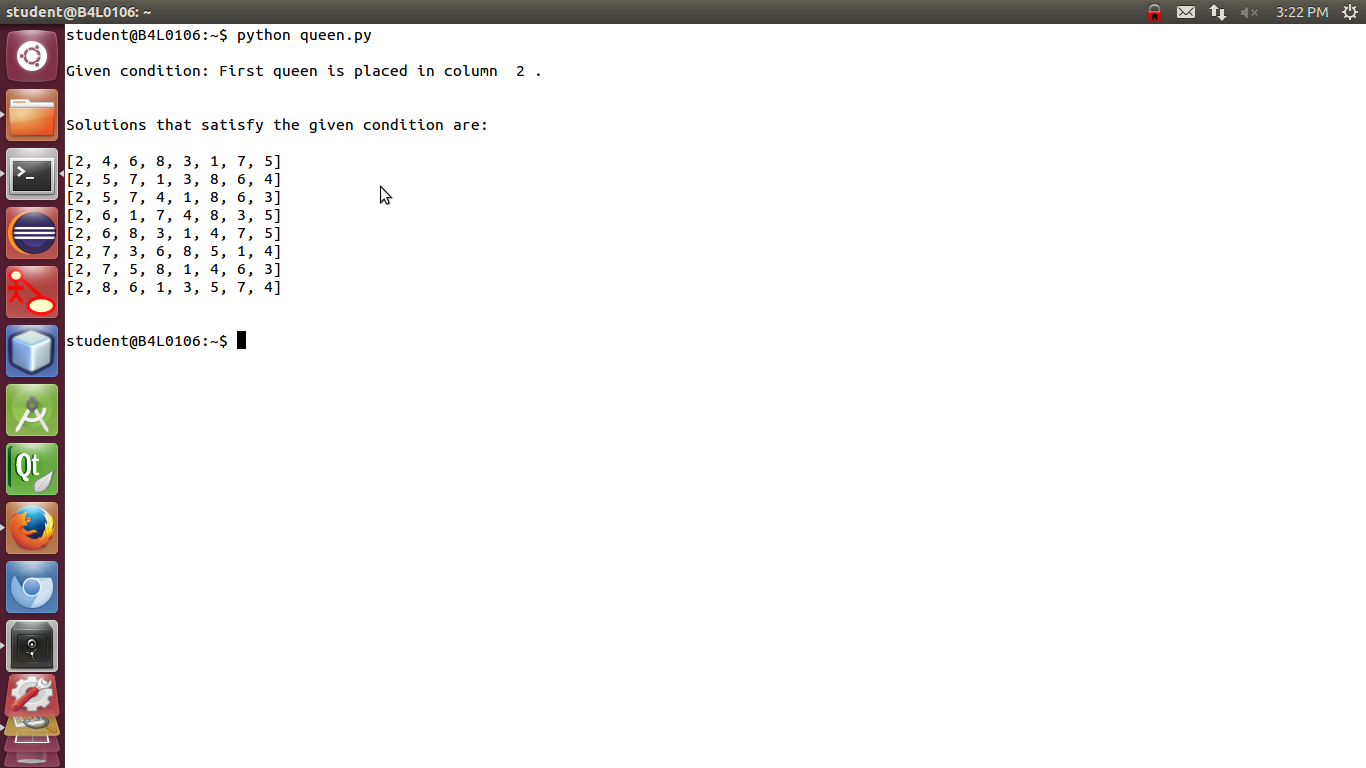 student@B4L0106: ~
3:22 PM
student@B4L0106:~$ python queen.py
Given condition: First queen is placed in column  2 .
Solutions that satisfy the given condition are:
[2, 4, 6, 8, 3, 1, 7, 5]
[2, 5, 7, 1, 3, 8, 6, 4]
[2, 5, 7, 4, 1, 8, 6, 3]
[2, 6, 1, 7, 4, 8, 3, 5]
[2, 6, 8, 3, 1, 4, 7, 5]
[2, 7, 3, 6, 8, 5, 1, 4]
[2, 7, 5, 8, 1, 4, 6, 3]
[2, 8, 6, 1, 3, 5, 7, 4]
student@B4L0106:~$
Qt